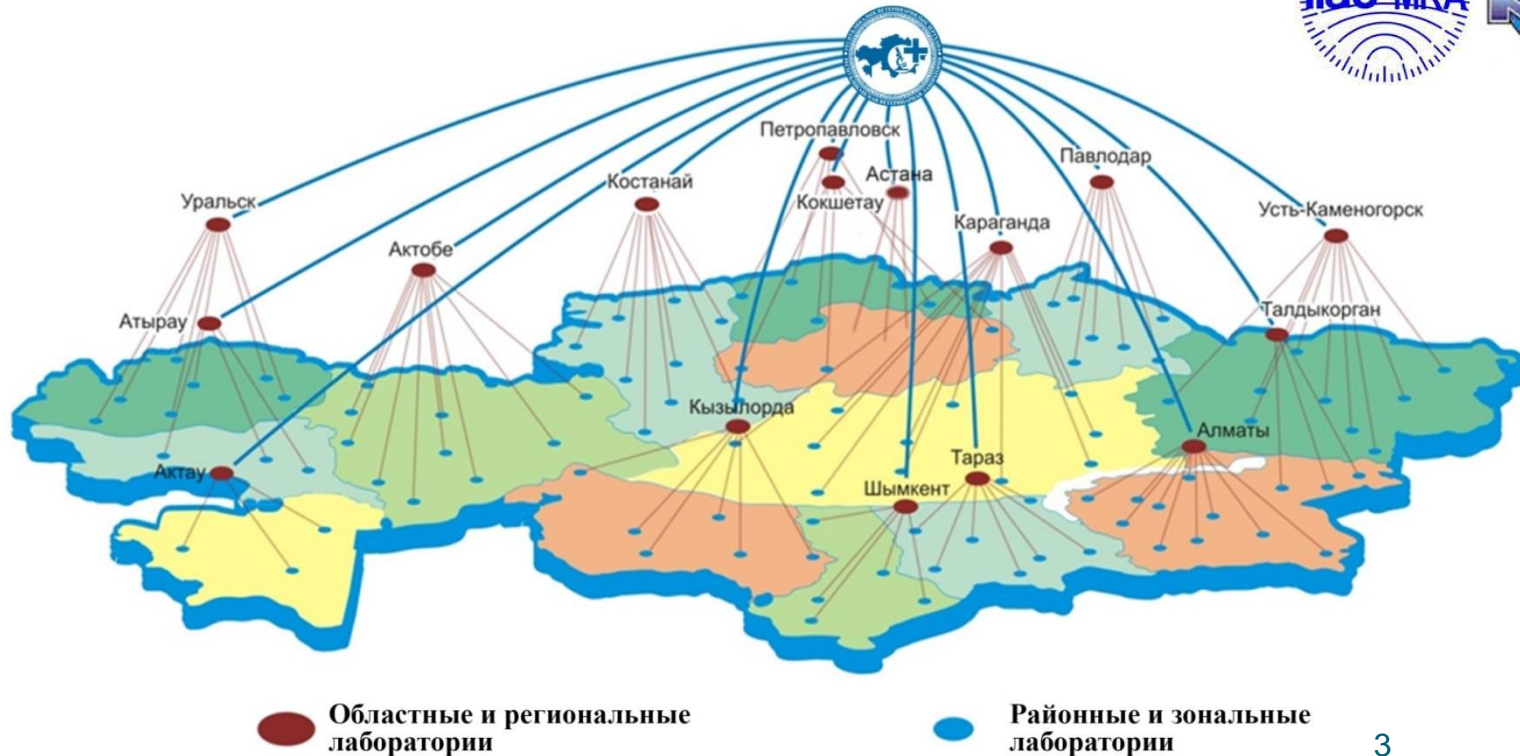 MRA
Петропавловск
Павлодар
Астана
Костанай
Кокшетау
Уральск
Усть-Каменогорск
Караганда
Актобе
Талдыкорган
Атырау
Кызылорда
Алматы
Тараз
Актау
Шымкент
Областные и региональные
лаборатории
Районные и зональные
лаборатории
3